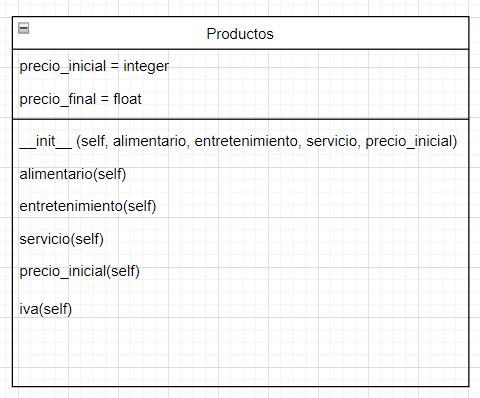 Productos
precio_inicial = integer
precio_final = float
__init__ (self, alimentario, entretenimiento, servicio, precio_inicial)
alimentario(self)
entretenimiento(self)
servicio(self)
precio_inicial(self)
iva(self)